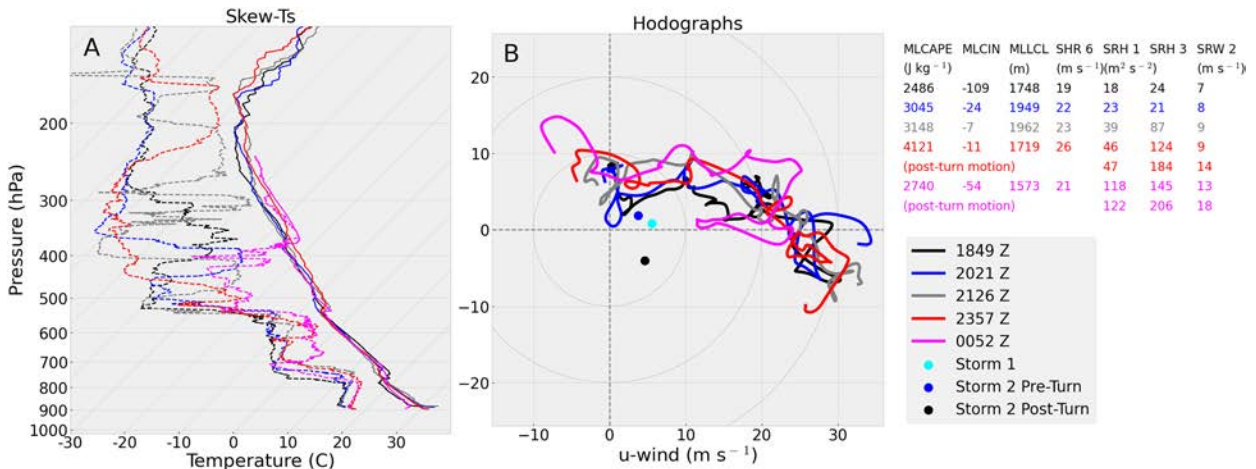 Skew-Ts
A
Pressure (hPa)
200
300
400
500
600
700
800
900
1000
-30 -20 -10 0 10 20 30
Temperature (C)
Hodographs
B
20
10
0
−10
−20
−10 0 10 20 30
u-wind (m s⁻¹)
MLCAPE MLCIN MLLCL SHR 6 SRH 1 SRH 3 SRW 2
(J kg⁻¹) (m) (m s⁻¹)(m² s⁻²) (m s⁻¹)
2486 -109 1748 19 18 24 7
3045 -24 1949 22 23 21 8
3148 -7 1962 23 39 87 9
4121 -11 1719 26 46 124 9
(post-turn motion) 47 184 14
2740 -54 1573 21 118 145 13
(post-turn motion) 122 206 18
1849 Z
2021 Z
2126 Z
2357 Z
0052 Z
Storm 1
Storm 2 Pre-Turn
Storm 2 Post-Turn